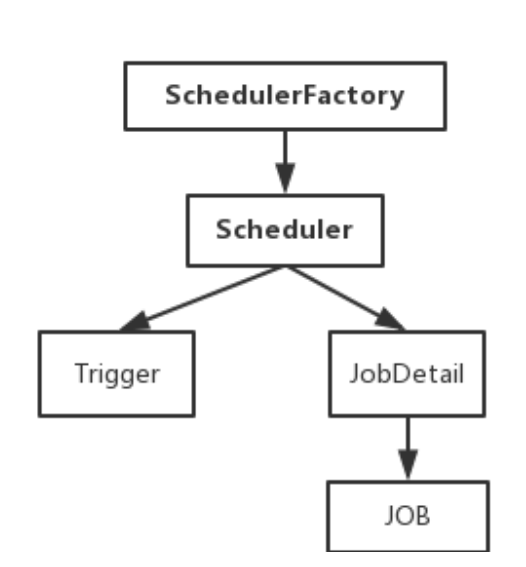 SchedulerFactory
Scheduler
Trigger
JobDetail
JOB